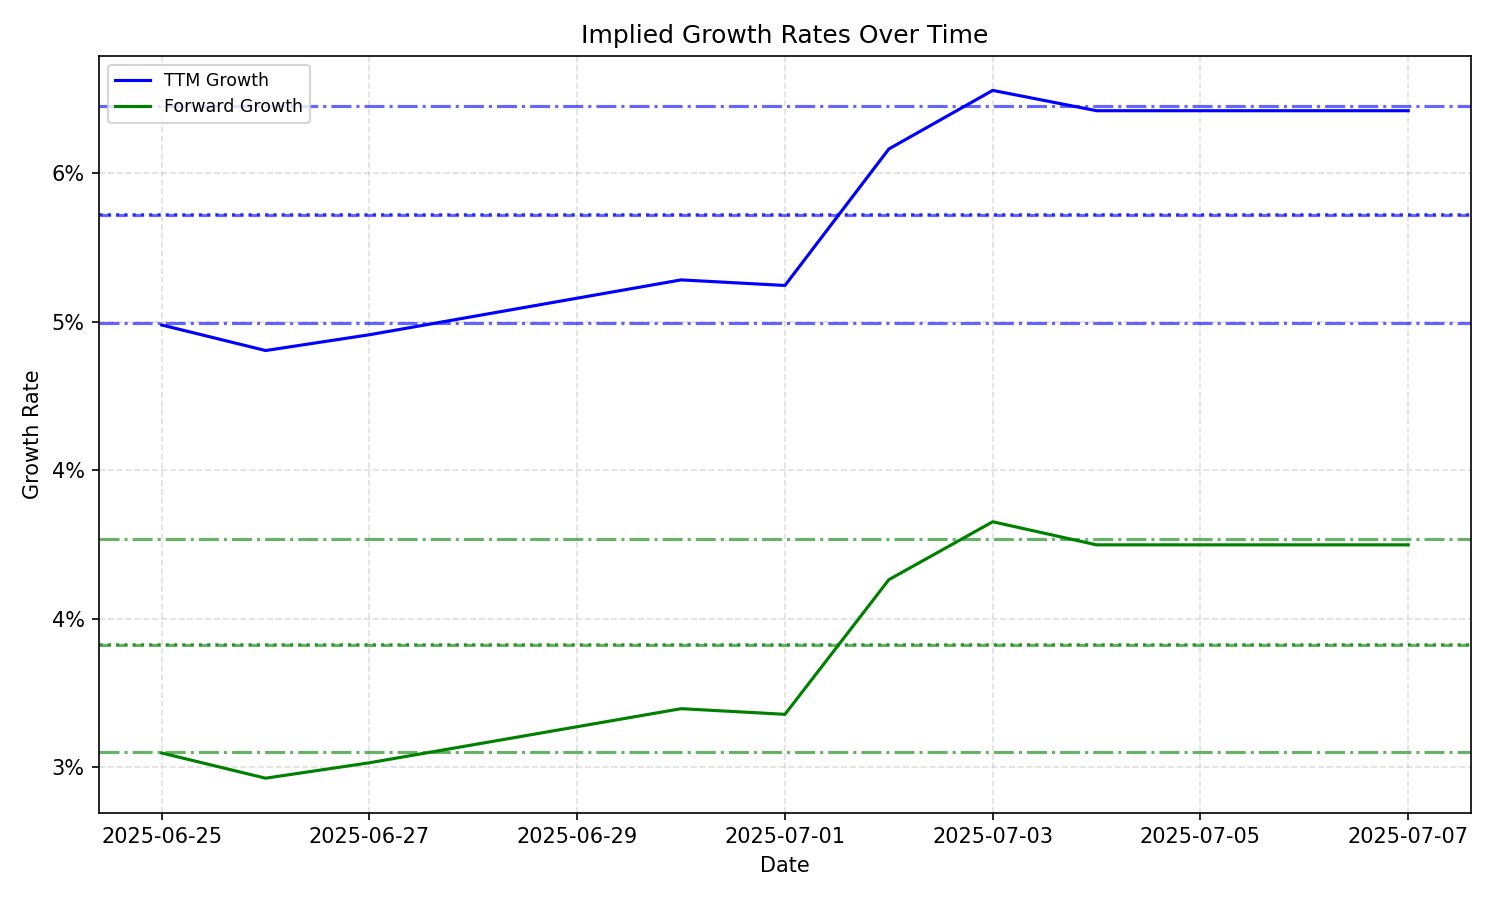 Implied Growth Rates Over Time
TTM Growth
Forward Growth
6%
5%
4%
4%
3%
Growth Rate
2025-06-25
2025-06-27
2025-06-29
2025-07-01
2025-07-03
2025-07-05
2025-07-07
Date